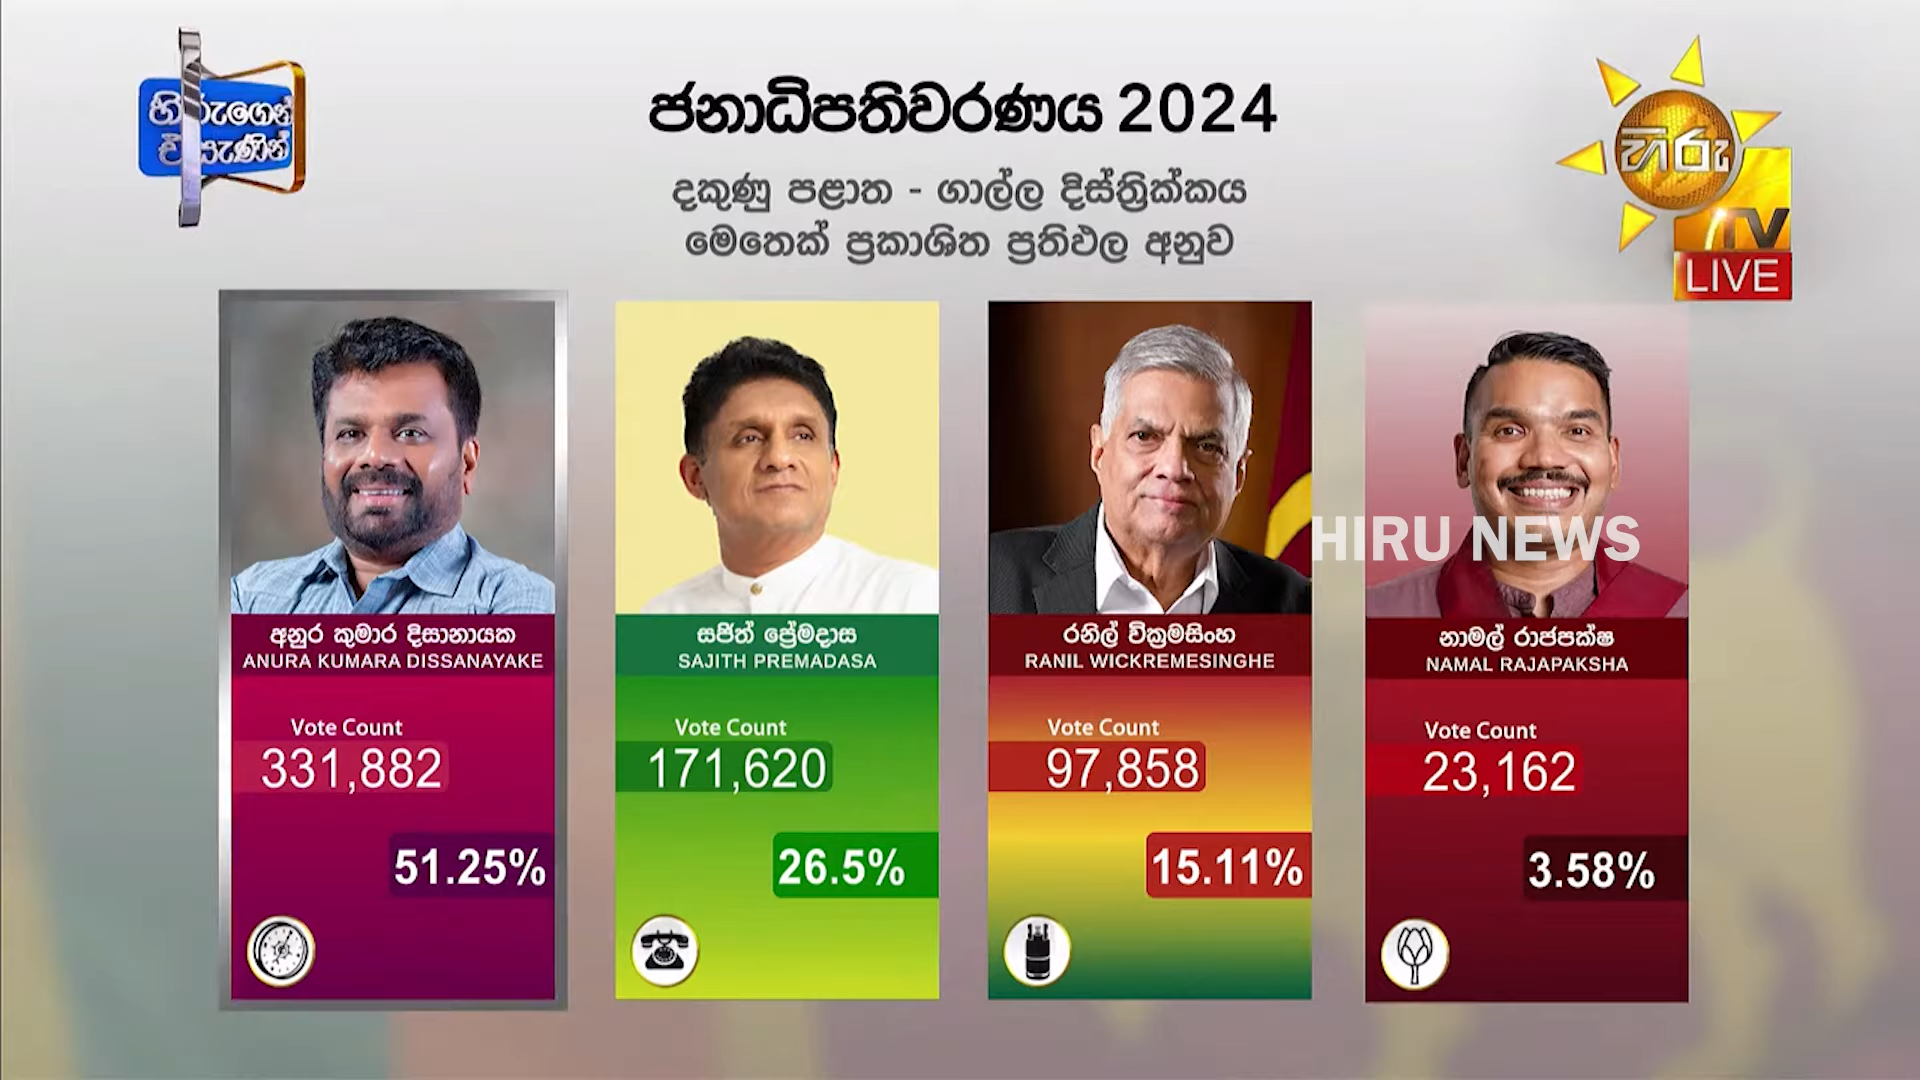 හිරුගෙන්
එ සැණින්
ජනාධිපතිවරණය 2024
දකුණු පළාත - ගාල්ල දිස්ත්‍රික්කය
මෙතෙක් ප්‍රකාශිත ප්‍රතිඵල අනුව
හිරු
TV
LIVE
අනුර කුමාර දිසානායක
ANURA KUMARA DISSANAYAKE
Vote Count
331,882
51.25%
සජිත් ප්‍රේමදාස
SAJITH PREMADASA
Vote Count
171,620
26.5%
රනිල් වික්‍රමසිංහ
RANIL WICKREMESINGHE
Vote Count
97,858
15.11%
HIRU NEWS
නාමල් රාජපක්ෂ
NAMAL RAJAPAKSHA
Vote Count
23,162
3.58%